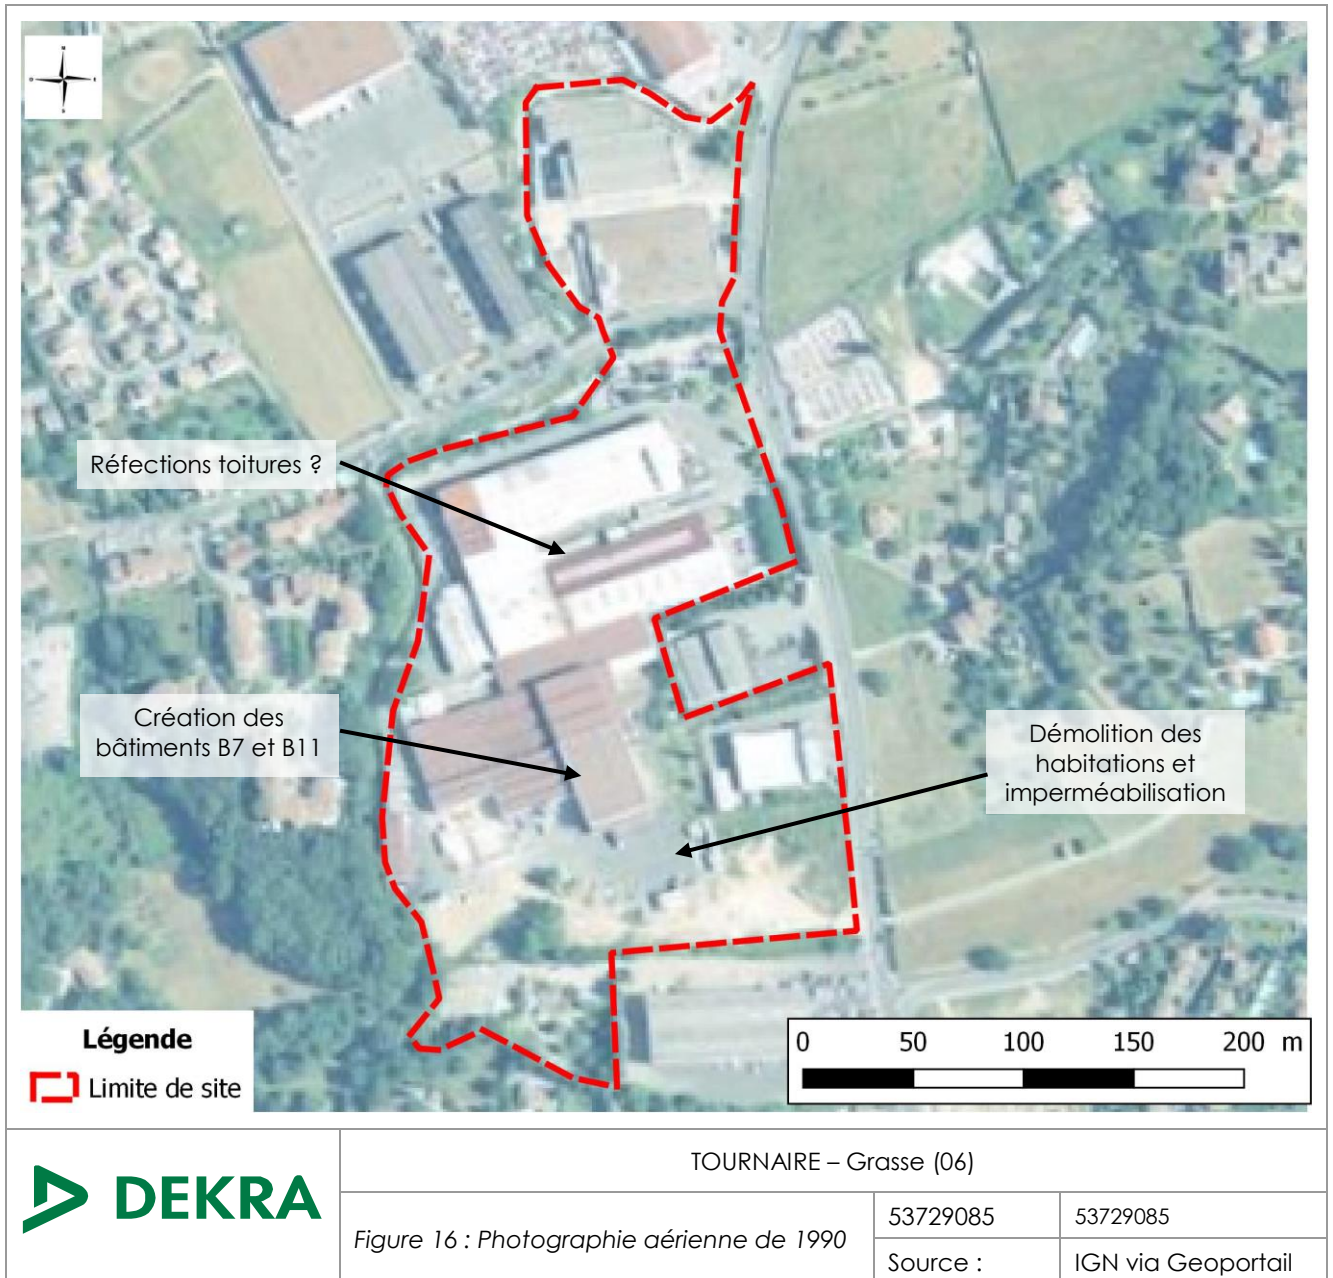 Réfections toitures ?
Création des
bâtiments B7 et B11
Démolition des
habitations et
imperméabilisation
Légende
Limite de site
0 50 100 150 200 m
DEKRA
TOURNAIRE – Grasse (06)
Figure 16 : Photographie aérienne de 1990
53729085
53729085
Source :
IGN via Geoportail